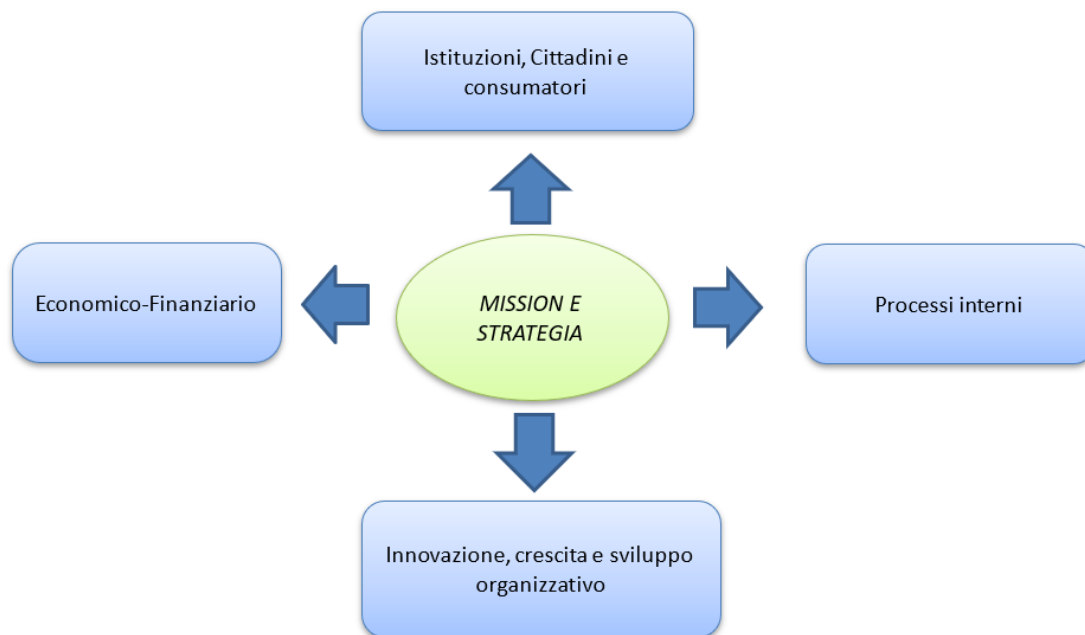 Istituzioni, Cittadini e
consumatori
Economico-Finanziario
MISSION E
STRATEGIA
Processi interni
Innovazione, crescita e sviluppo
organizzativo